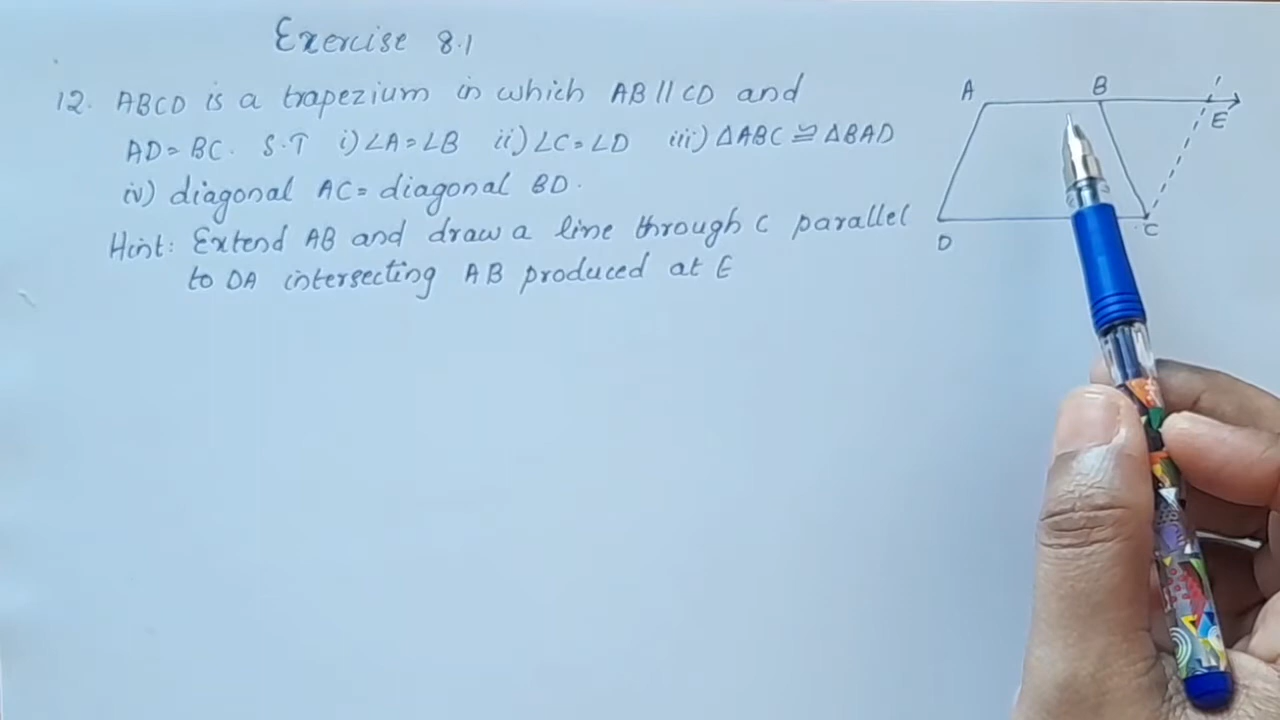 Exercise 8.1
12. ABCD is a trapezium in which AB || CD and
AD = BC. S.T i) ∠A = ∠B ii) ∠C = ∠D iii) ΔABC ≅ ΔBAD
iv) diagonal AC = diagonal BD.
Hint: Extend AB and draw a line through C parallel
to DA intersecting AB produced at E
A B
E
D C